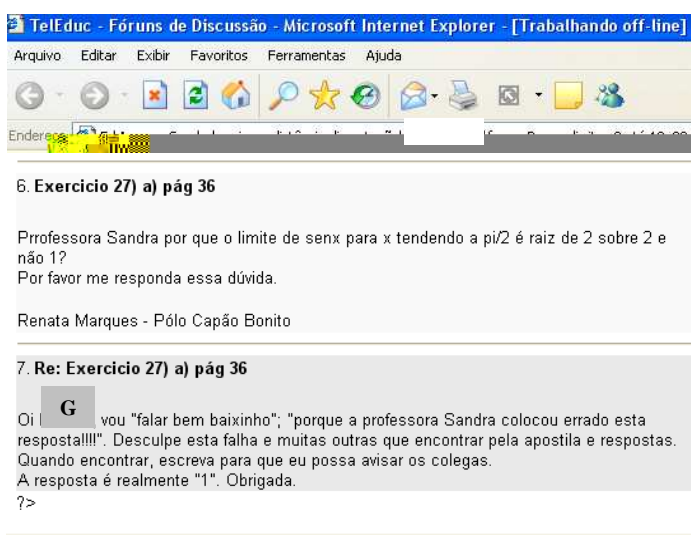 TelEduc - Fóruns de Discussão - Microsoft Internet Explorer - [Trabalhando off-line]
Arquivo Editar Exibir Favoritos Ferramentas Ajuda
6. Exercicio 27) a) pág 36
Prrofessora Sandra por que o limite de senx para x tendendo a pi/2 é raiz de 2 sobre 2 e
não 1?
Por favor me responda essa dúvida.
Renata Marques - Pólo Capão Bonito
7. Re: Exercicio 27) a) pág 36
Oi G vou "falar bem baixinho"; "porque a professora Sandra colocou errado esta
resposta!!!!". Desculpe esta falha e muitas outras que encontrar pela apostila e respostas.
Quando encontrar, escreva para que eu possa avisar os colegas.
A resposta é realmente "1". Obrigada.
?>